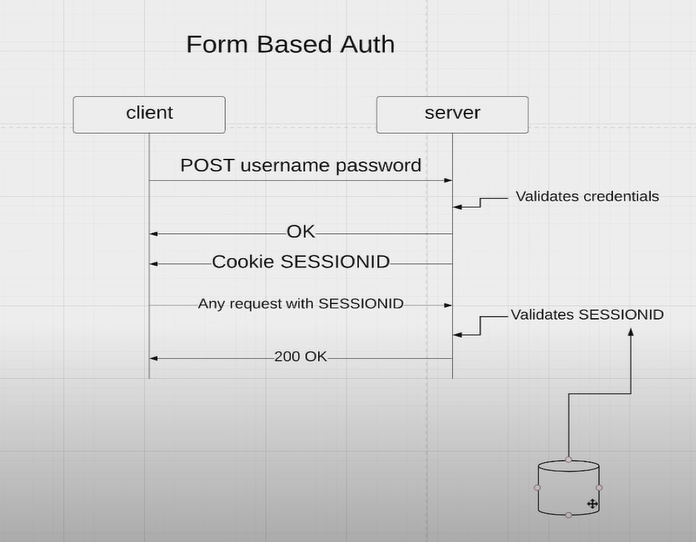 Form Based Auth
client
server
POST username password
Validates credentials
OK
Cookie SESSIONID
Any request with SESSIONID
Validates SESSIONID
200 OK